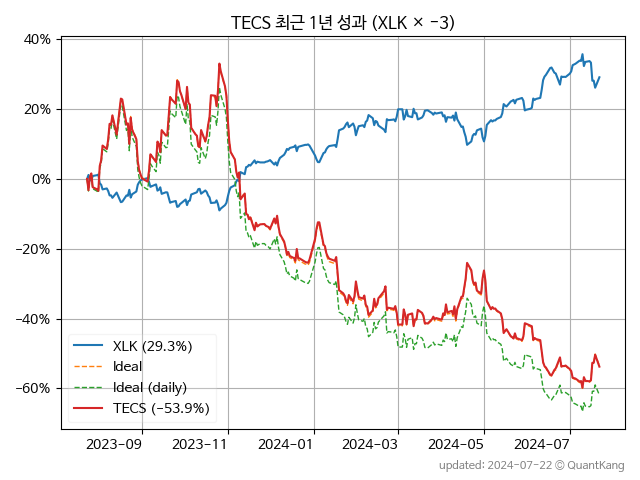 TECS 최근 1년 성과 (XLK × −3)
40%
20%
0%
−20%
−40%
−60%
XLK (29.3%)
Ideal
Ideal (daily)
TECS (−53.9%)
2023-09 2023-11 2024-01 2024-03 2024-05 2024-07
updated: 2024-07-22 © QuantKang